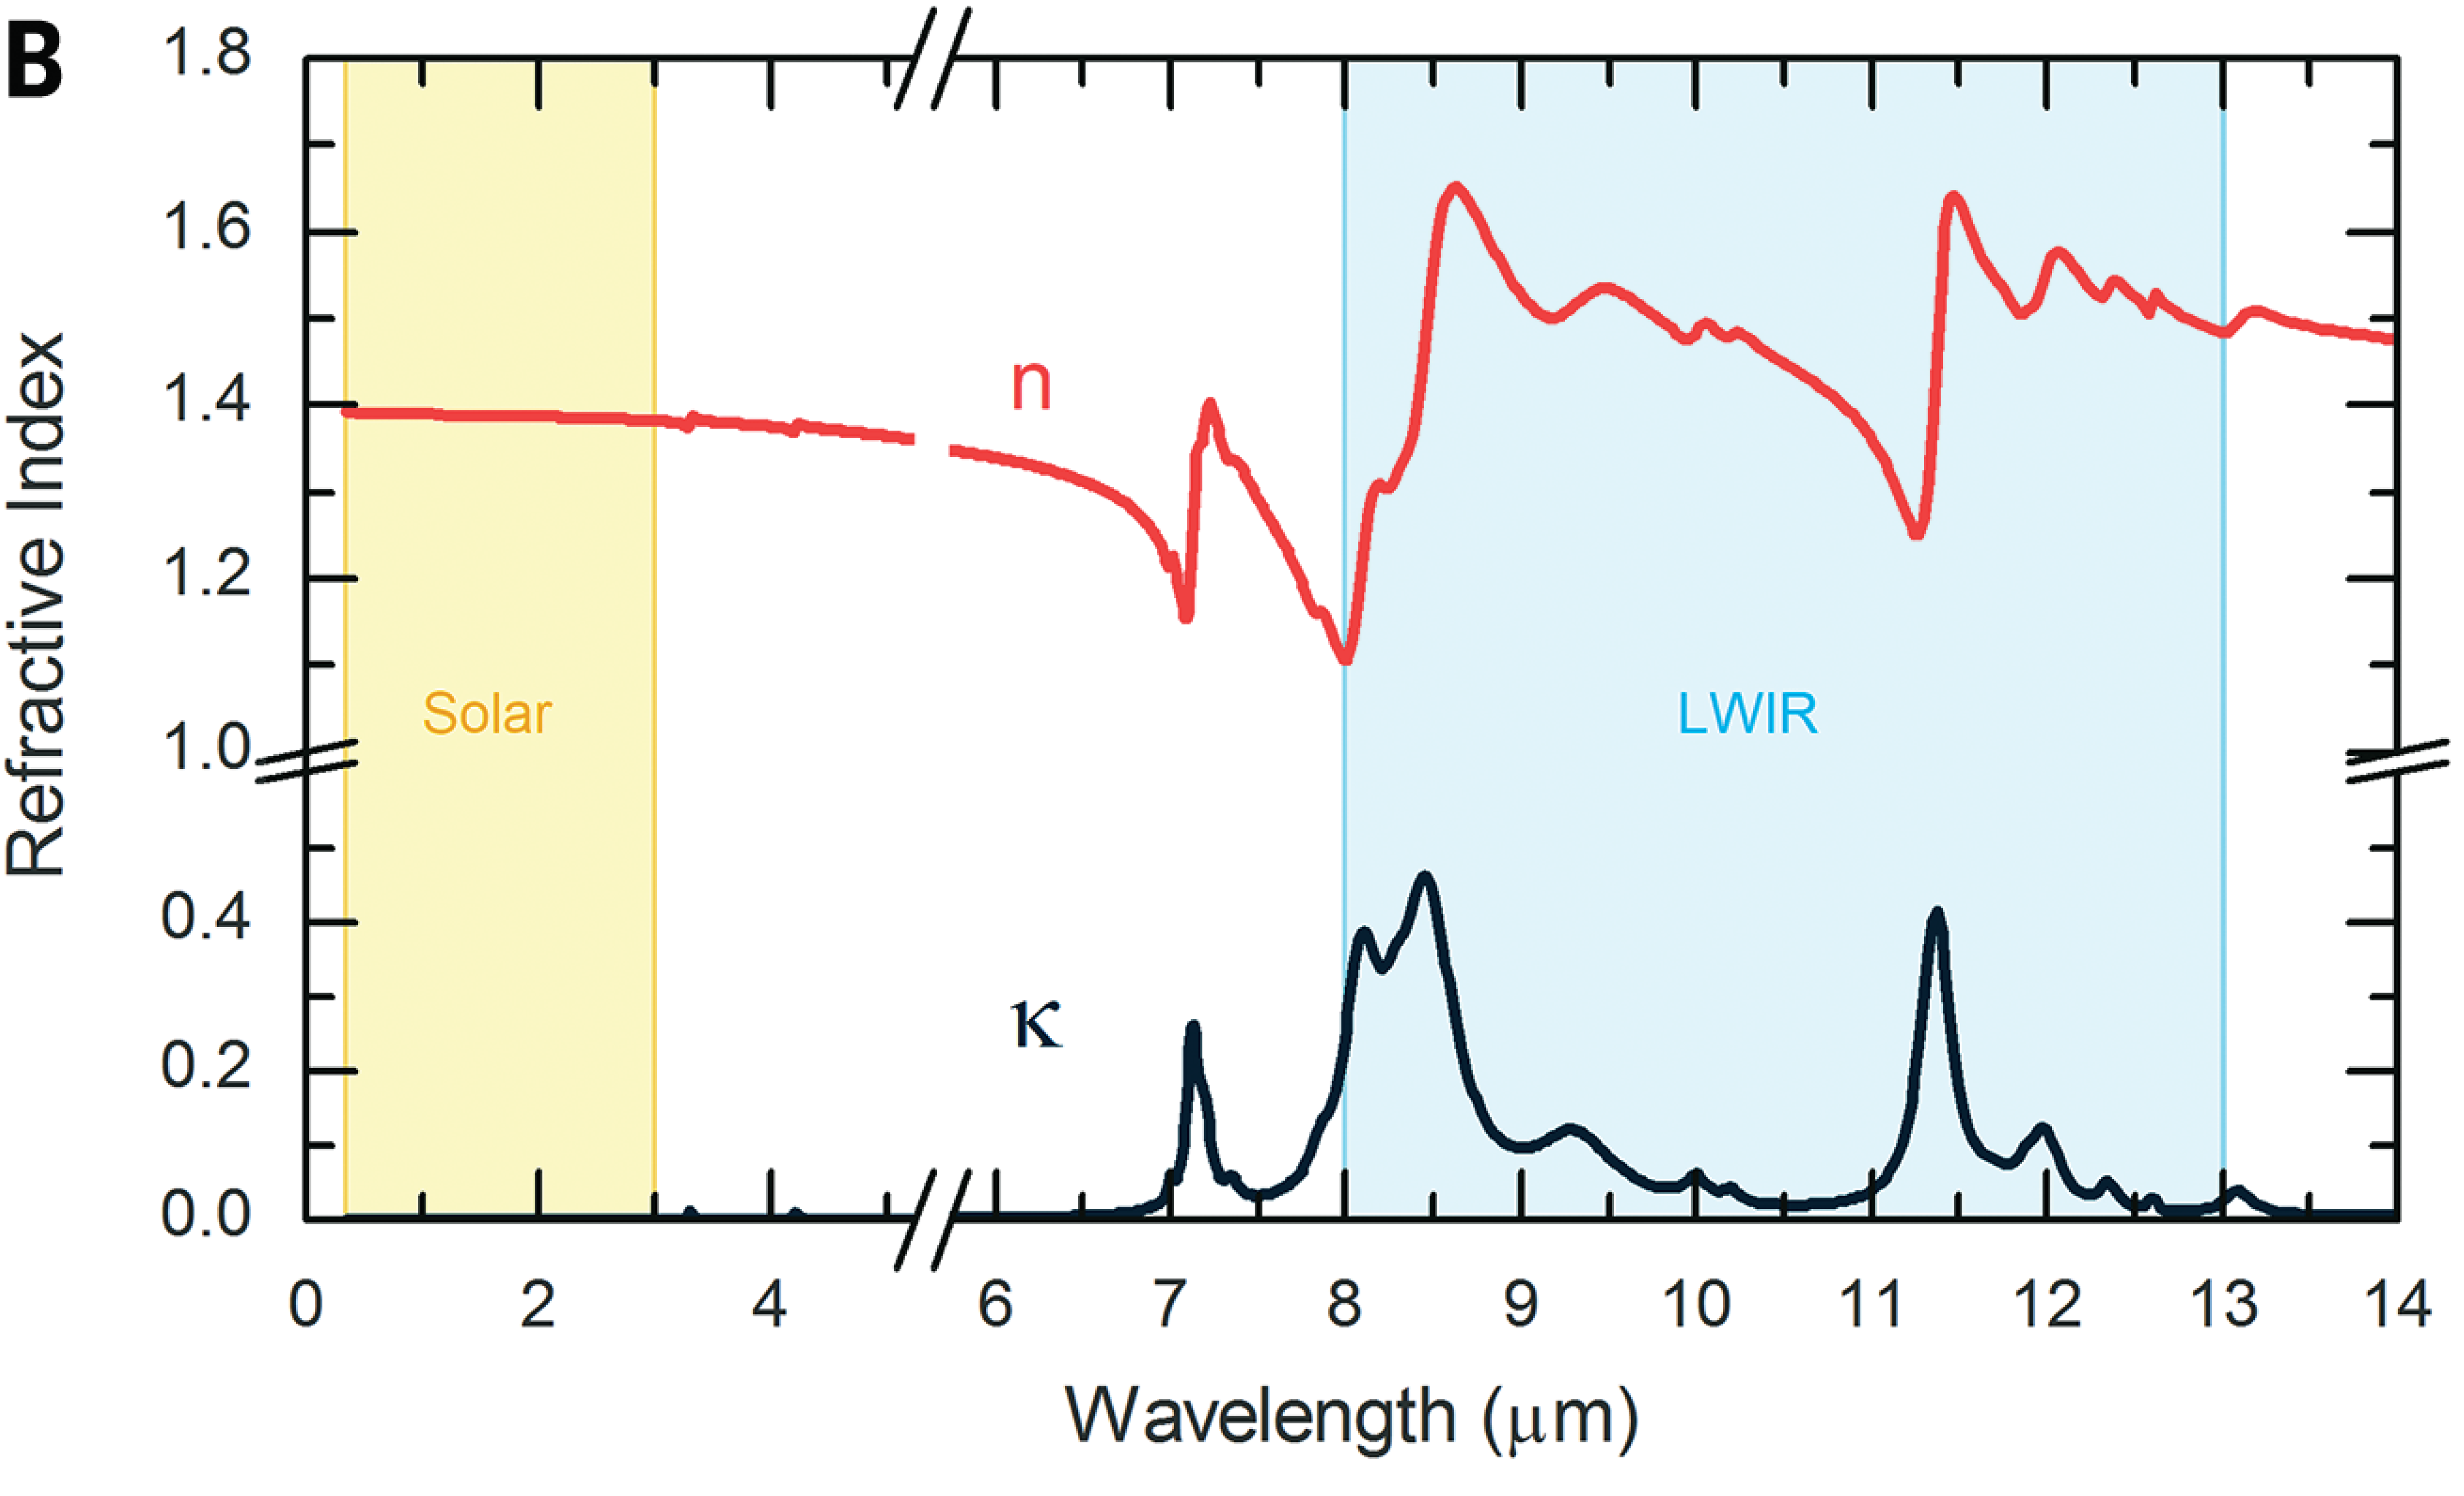 B
1.8
1.6
1.4
1.2
1.0
0.4
0.2
0.0
Refractive Index
n
κ
Solar
LWIR
0 2 4 6 7 8 9 10 11 12 13 14
Wavelength (μm)